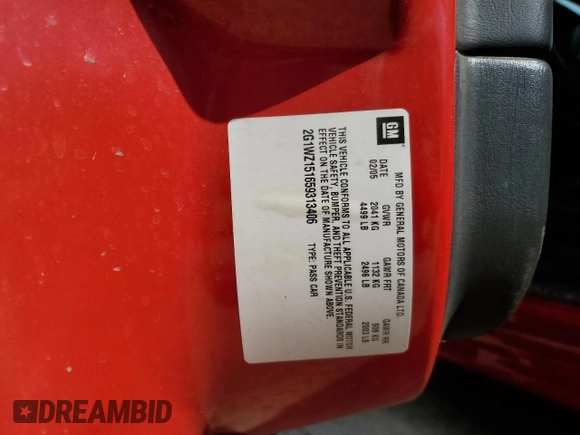 GM
MFD BY GENERAL MOTORS OF CANADA LTD.
DATE GVWR GAWR FRT GAWR RR
02/05 2041 KG 1132 KG 909 KG
4499 LB 2496 LB 2003 LB
THIS VEHICLE CONFORMS TO ALL APPLICABLE U.S. FEDERAL MOTOR
VEHICLE SAFETY, BUMPER, AND THEFT PREVENTION STANDARDS IN
EFFECT ON THE DATE OF MANUFACTURE SHOWN ABOVE.
2G1WZ151659313406 TYPE: PASS CAR
DREAMBID